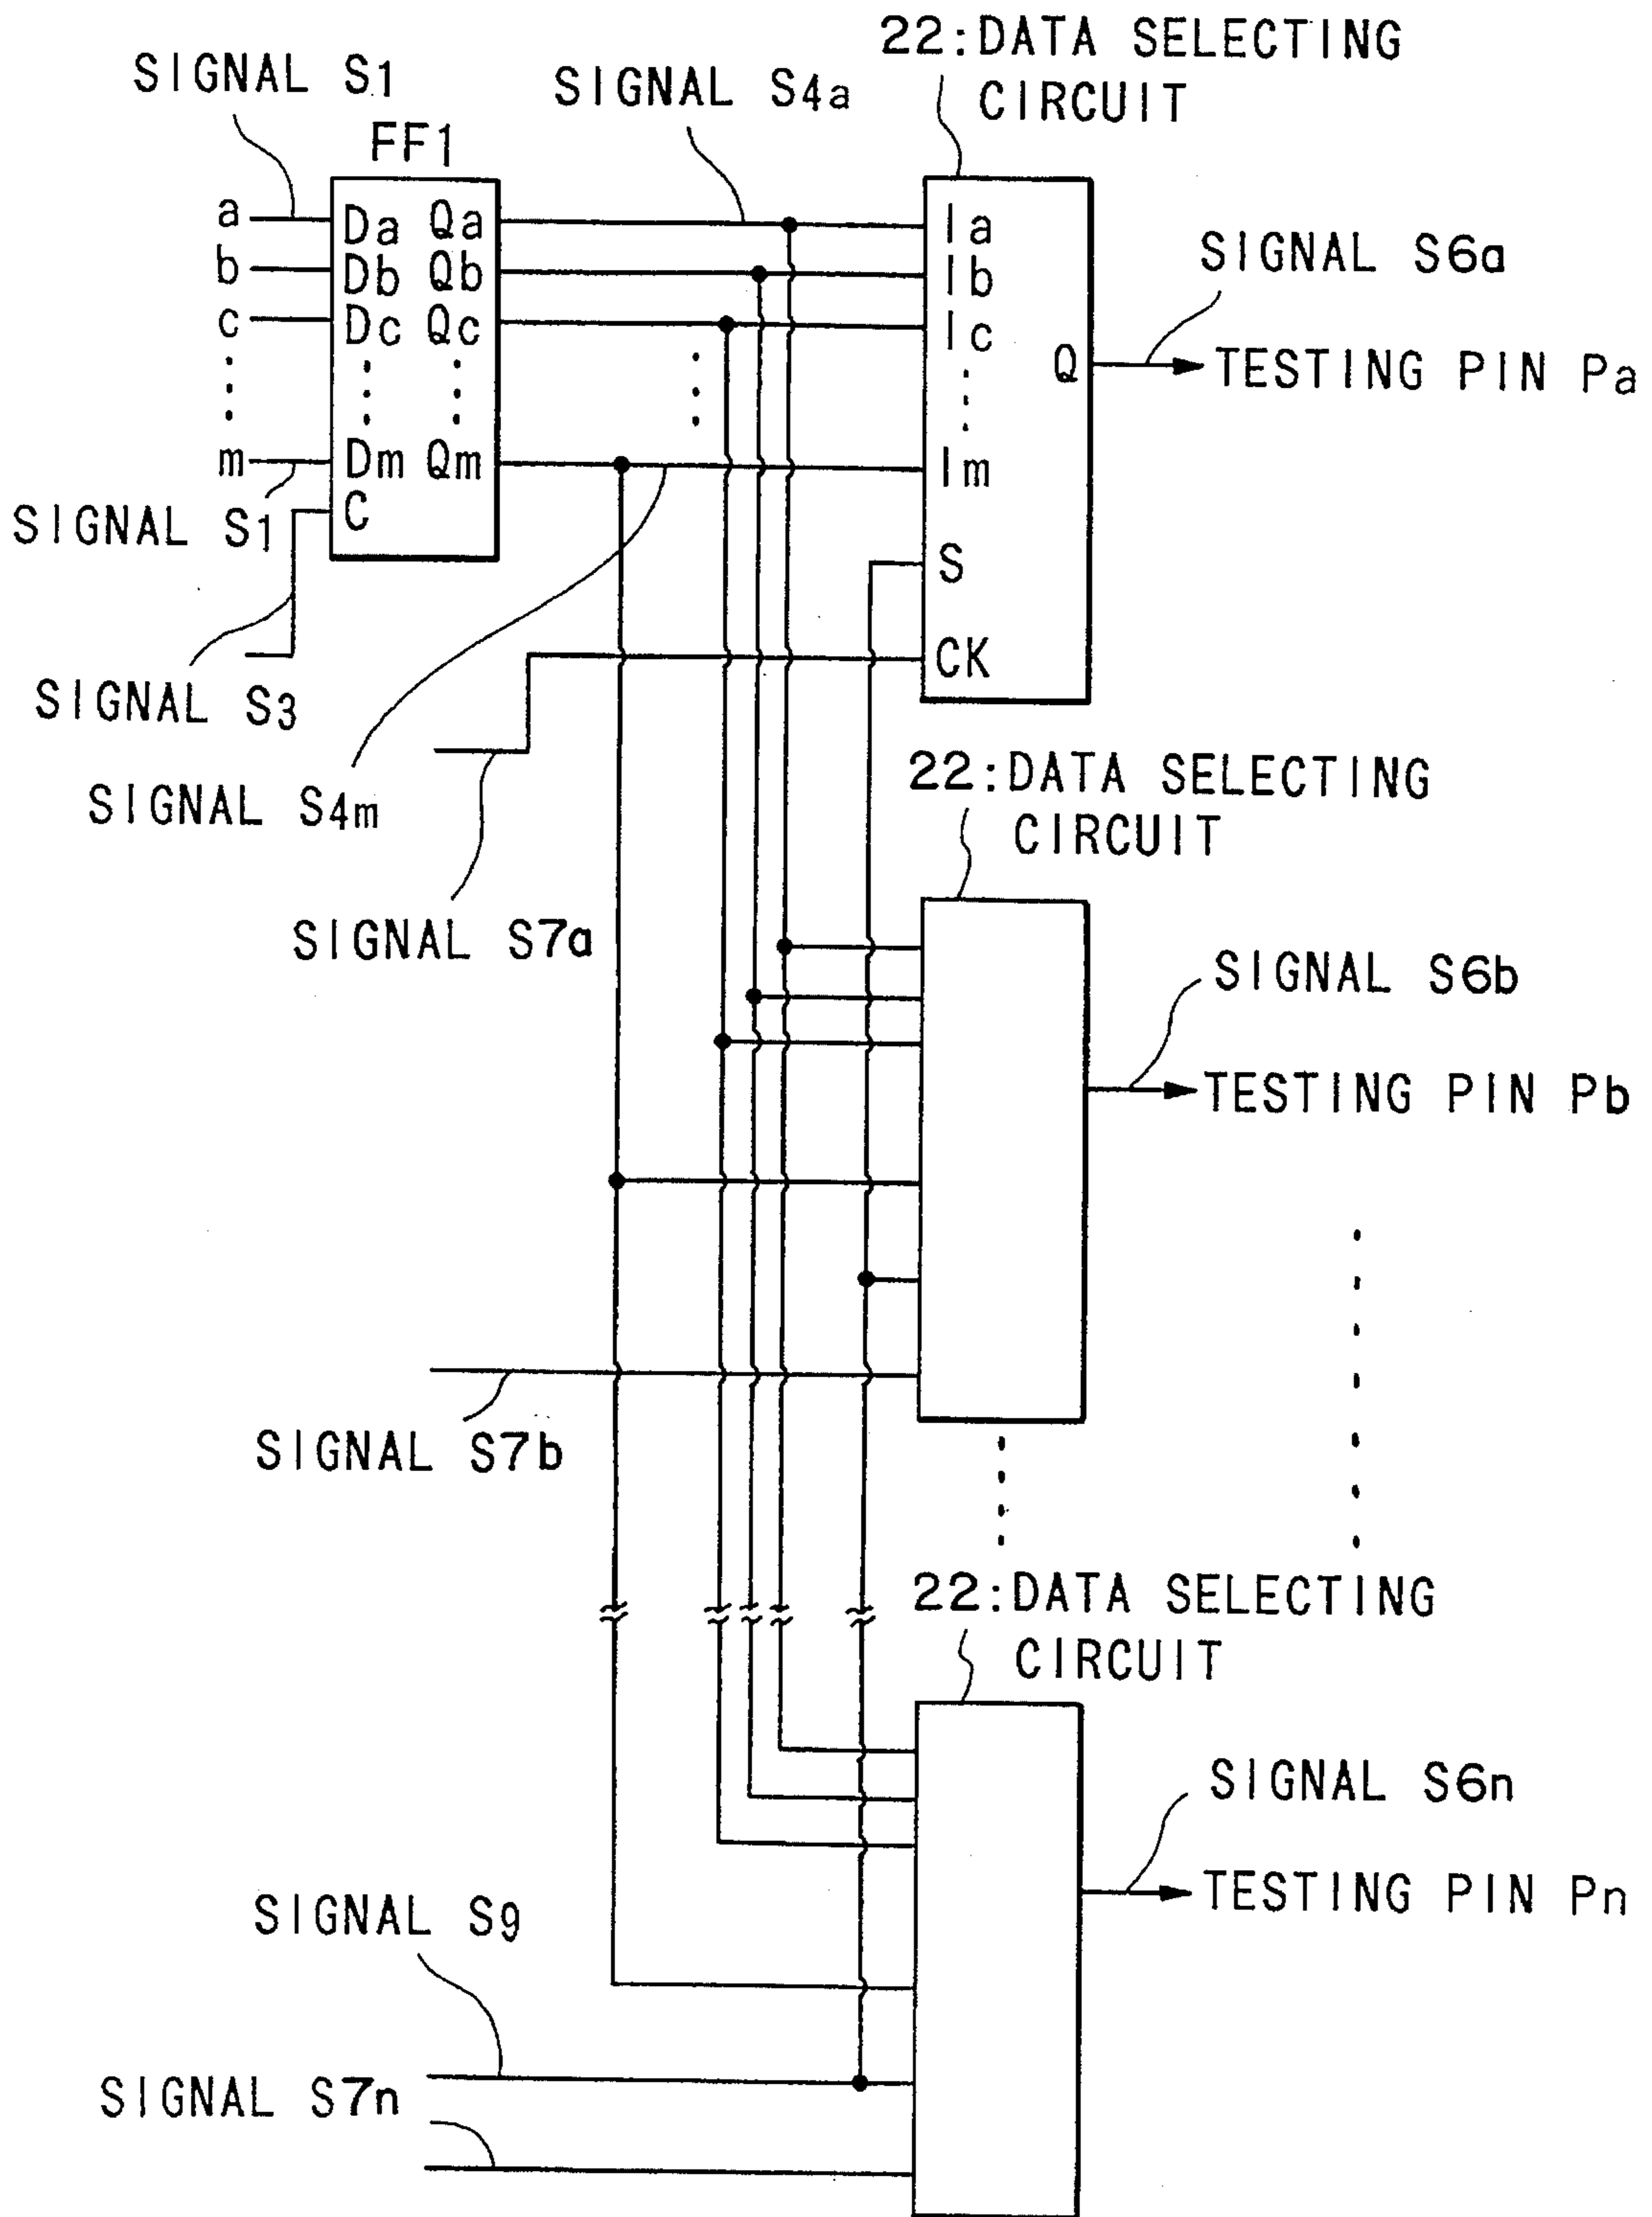 22:DATA SELECTING
CIRCUIT
SIGNAL S1
SIGNAL S4a
FF1
a
Da Qa
Ia
b
Db Qb
Ib
SIGNAL S6a
c
Dc Qc
Ic
Q
TESTING PIN Pa
m
Dm Qm
Im
C
SIGNAL S1
S
CK
SIGNAL S3
SIGNAL S4m
22:DATA SELECTING
CIRCUIT
SIGNAL S7a
SIGNAL S6b
TESTING PIN Pb
SIGNAL S7b
22:DATA SELECTING
CIRCUIT
SIGNAL S6n
TESTING PIN Pn
SIGNAL S9
SIGNAL S7n